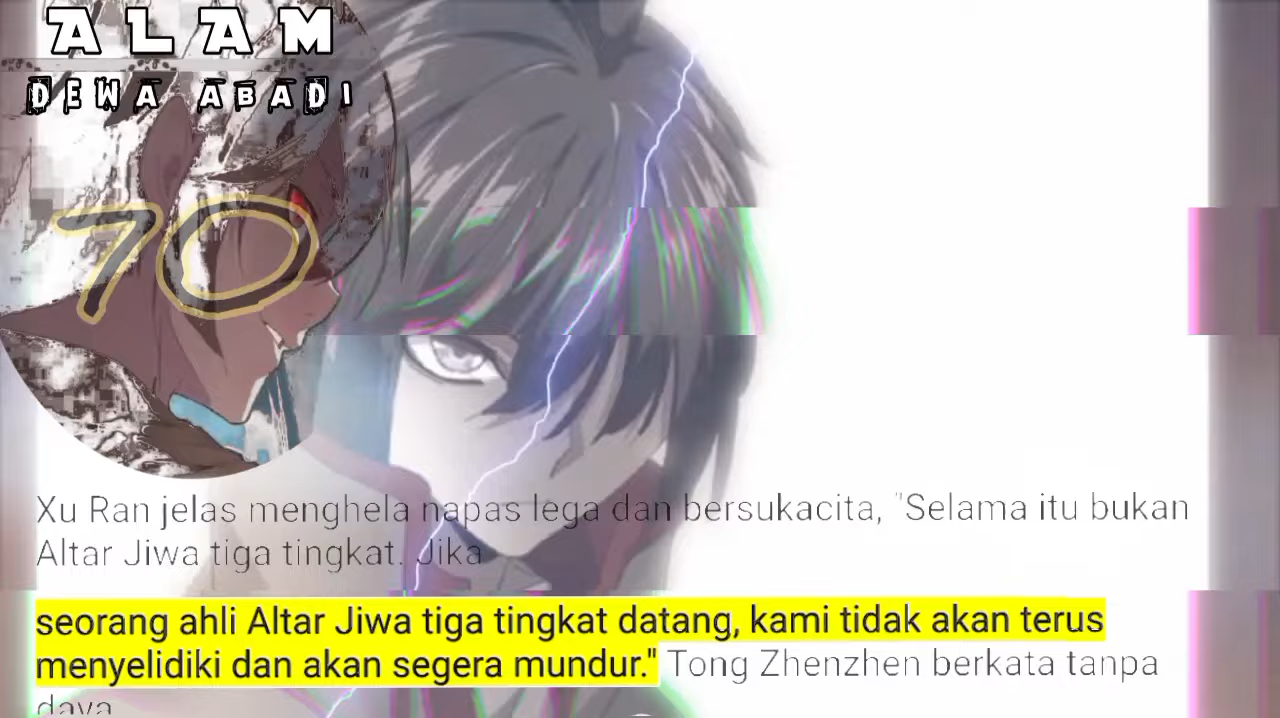 ALAM
DEWA ABADI
70
Xu Ran jelas menghela napas lega dan bersukacita, "Selama itu bukan
Altar Jiwa tiga tingkat. Jika
seorang ahli Altar Jiwa tiga tingkat datang, kami tidak akan terus
menyelidiki dan akan segera mundur." Tong Zhenzhen berkata tanpa
daya